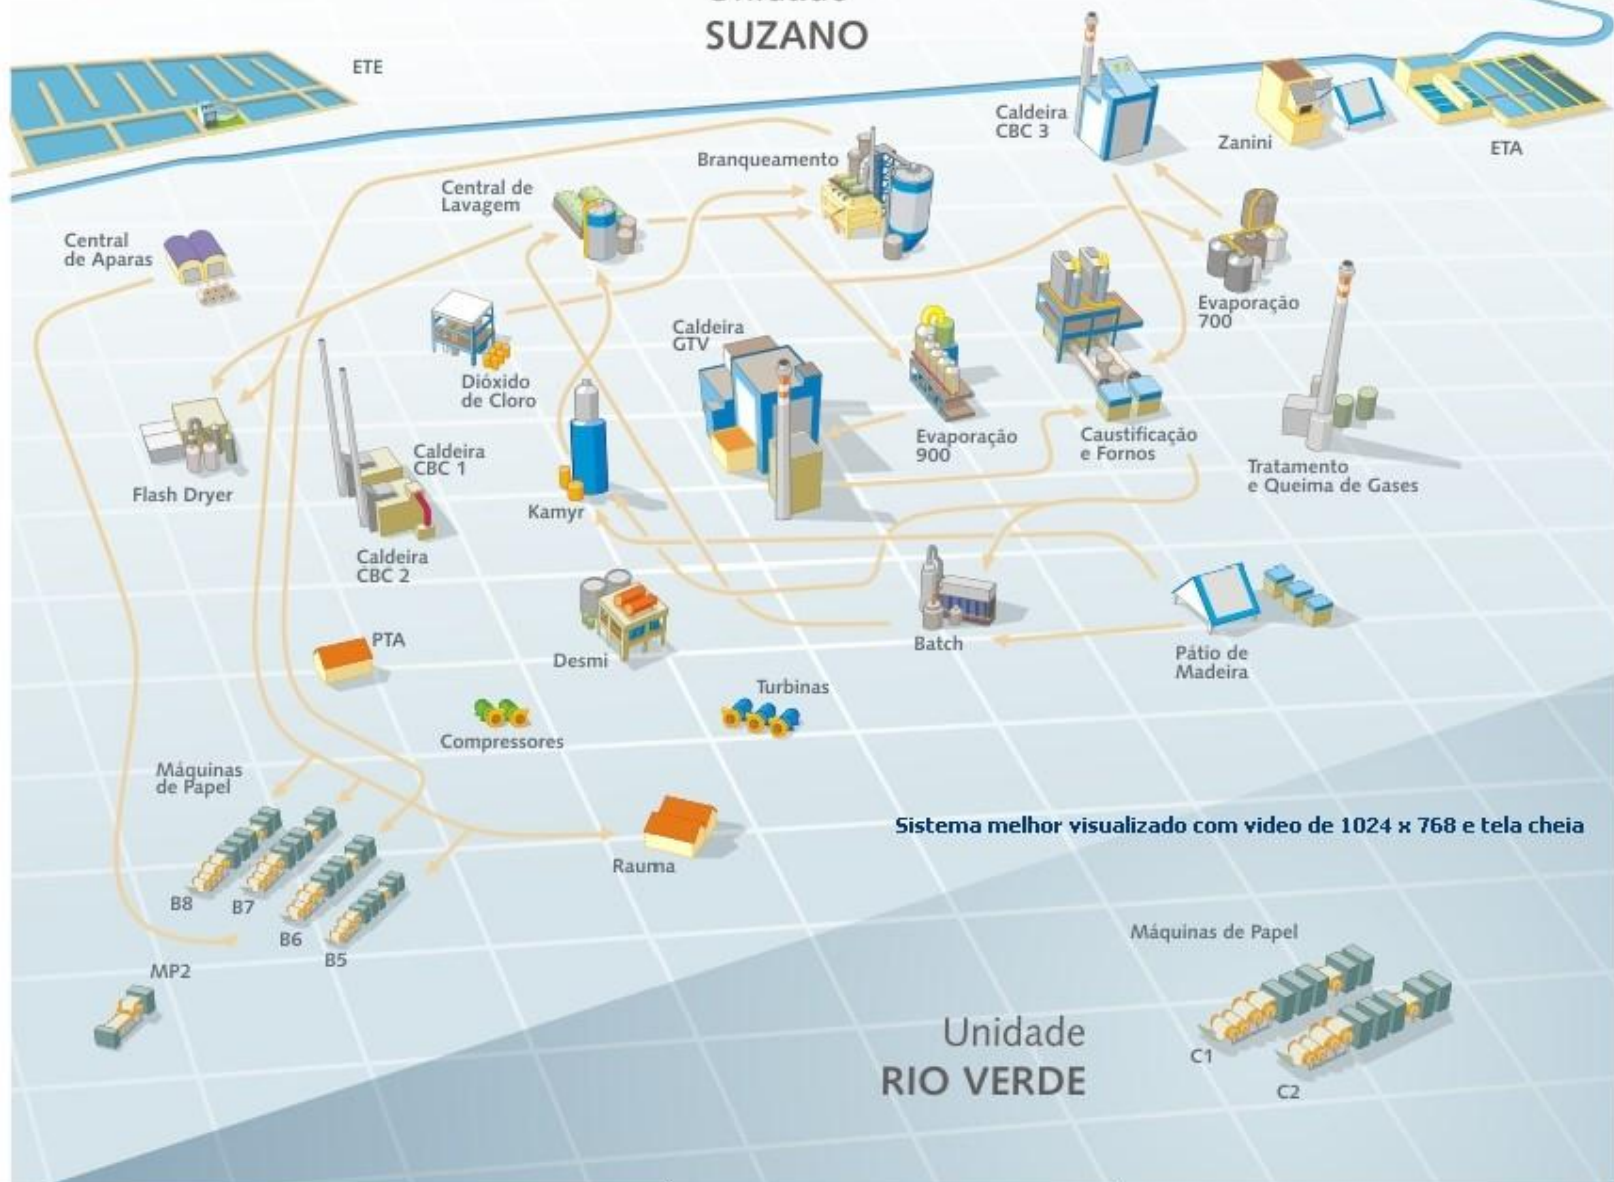 SUZANO
ETE
Caldeira
CBC 3
Zanini
ETA
Branqueamento
Central de
Lavagem
Central
de Aparas
Evaporação
700
Caldeira
GTV
Dióxido
de Cloro
Evaporação
900
Caustificação
e Fornos
Tratamento
e Queima de Gases
Caldeira
CBC 1
Flash Dryer
Kamyr
Caldeira
CBC 2
PTA
Desmi
Batch
Pátio de
Madeira
Turbinas
Compressores
Máquinas
de Papel
Sistema melhor visualizado com video de 1024 x 768 e tela cheia
Rauma
B8
B7
B6
B5
MP2
Máquinas de Papel
C1
C2
Unidade
RIO VERDE